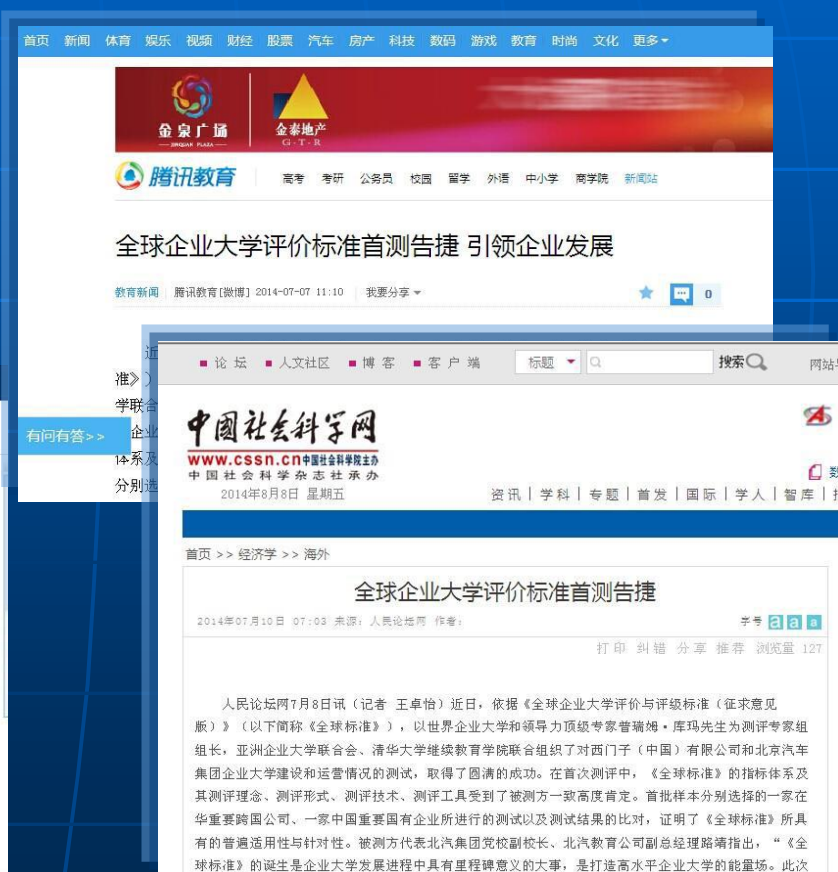 首页 新闻 体育 娱乐 视频 财经 股票 汽车 房产 科技 数码 游戏 教育 时尚 文化 更多
金泉广场
JINQUAN PLAZA
金泰地产
G·T·R
腾讯教育 高考 考研 公务员 校园 留学 外语 中小学 商学院 新闻站
全球企业大学评价标准首测告捷 引领企业发展
教育新闻 腾讯教育[微博] 2014-07-07 11:10 我要分享 0
近
准》）
学联合
有问有答>> 企业
体系及
分别选
论坛 人文社区 博客 客户端 标题 搜索 网站
中国社会科学网
www.cssn.cn中国社会科学院主办
中国社会科学杂志社承办
2014年8月8日 星期五 资讯|学科|专题|首发|国际|学人|智库|
首页 >> 经济学 >> 海外
全球企业大学评价标准首测告捷
2014年07月10日 07:03 来源：人民论坛网 作者： 字号 a a a
打印 纠错 分享 推荐 浏览量 127
人民论坛网7月8日讯（记者 王卓怡）近日，依据《全球企业大学评价与评级标准（征求意见
版）》（以下简称《全球标准》），以世界企业大学和领导力顶级专家普瑞姆·库玛先生为测评专家组
组长，亚洲企业大学联合会、清华大学继续教育学院联合组织了对西门子（中国）有限公司和北京汽车
集团企业大学建设和运营情况的测试，取得了圆满的成功。在首次测评中，《全球标准》的指标体系及
其测评理念、测评形式、测评技术、测评工具受到了被测方一致高度肯定。首批样本分别选择的一家在
华重要跨国公司、一家中国重要国有企业所进行的测试以及测试结果的比对，证明了《全球标准》所具
有的普遍适用性与针对性。被测方代表北汽集团党校副校长、北汽教育公司副总经理路靖指出，“《全
球标准》的诞生是企业大学发展进程中具有里程碑意义的大事，是打造高水平企业大学的能量场。此次